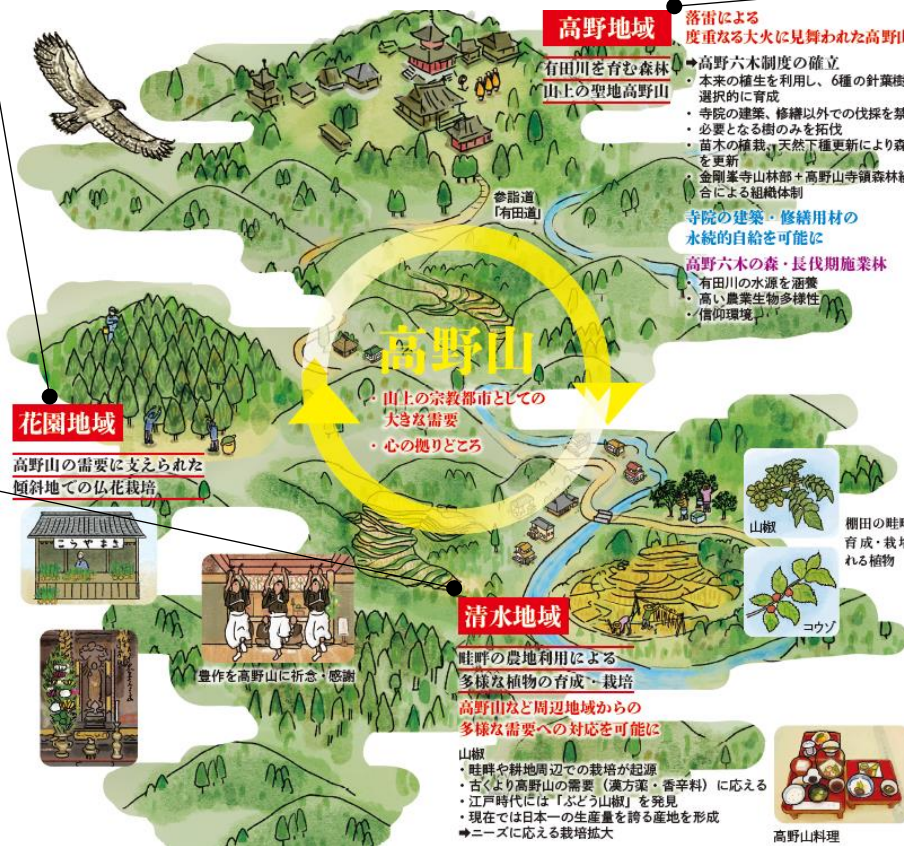 高野地域
有田川を育む森林
山上の聖地高野山
落雷による
度重なる大火に見舞われた高野山
➡高野六木制度の確立
・本来の植生を利用し、6種の針葉樹
選択的に育成
・寺院の建築、修繕以外での伐採を禁
・必要となる樹のみを抜伐
・苗木の植栽、天然下種更新により森
を更新
・金剛峯寺山林部+高野山寺領森林組
合による組織体制
寺院の建築・修繕用材の
永続的自給を可能に
高野六木の森・長伐期施業林
・有田川の水源を涵養
・高い農業生物多様性
・信仰環境
参詣道
「有田道」
高野山
・山上の宗教都市としての
大きな需要
・心の拠りどころ
花園地域
高野山の需要に支えられた
傾斜地での仏花栽培
こうやまき
豊作を高野山に祈念・感謝
山椒
コウゾ
棚田の畦畔
育成・栽培
れる植物
清水地域
畦畔の農地利用による
多様な植物の育成・栽培
高野山など周辺地域からの
多様な需要への対応を可能に
山椒
・畦畔や耕地周辺での栽培が起源
・古くより高野山の需要(漢方薬・香辛料)に応える
・江戸時代には「ぶどう山椒」を発見
・現在では日本一の生産量を誇る産地を形成
➡ニーズに応える栽培拡大
高野山料理